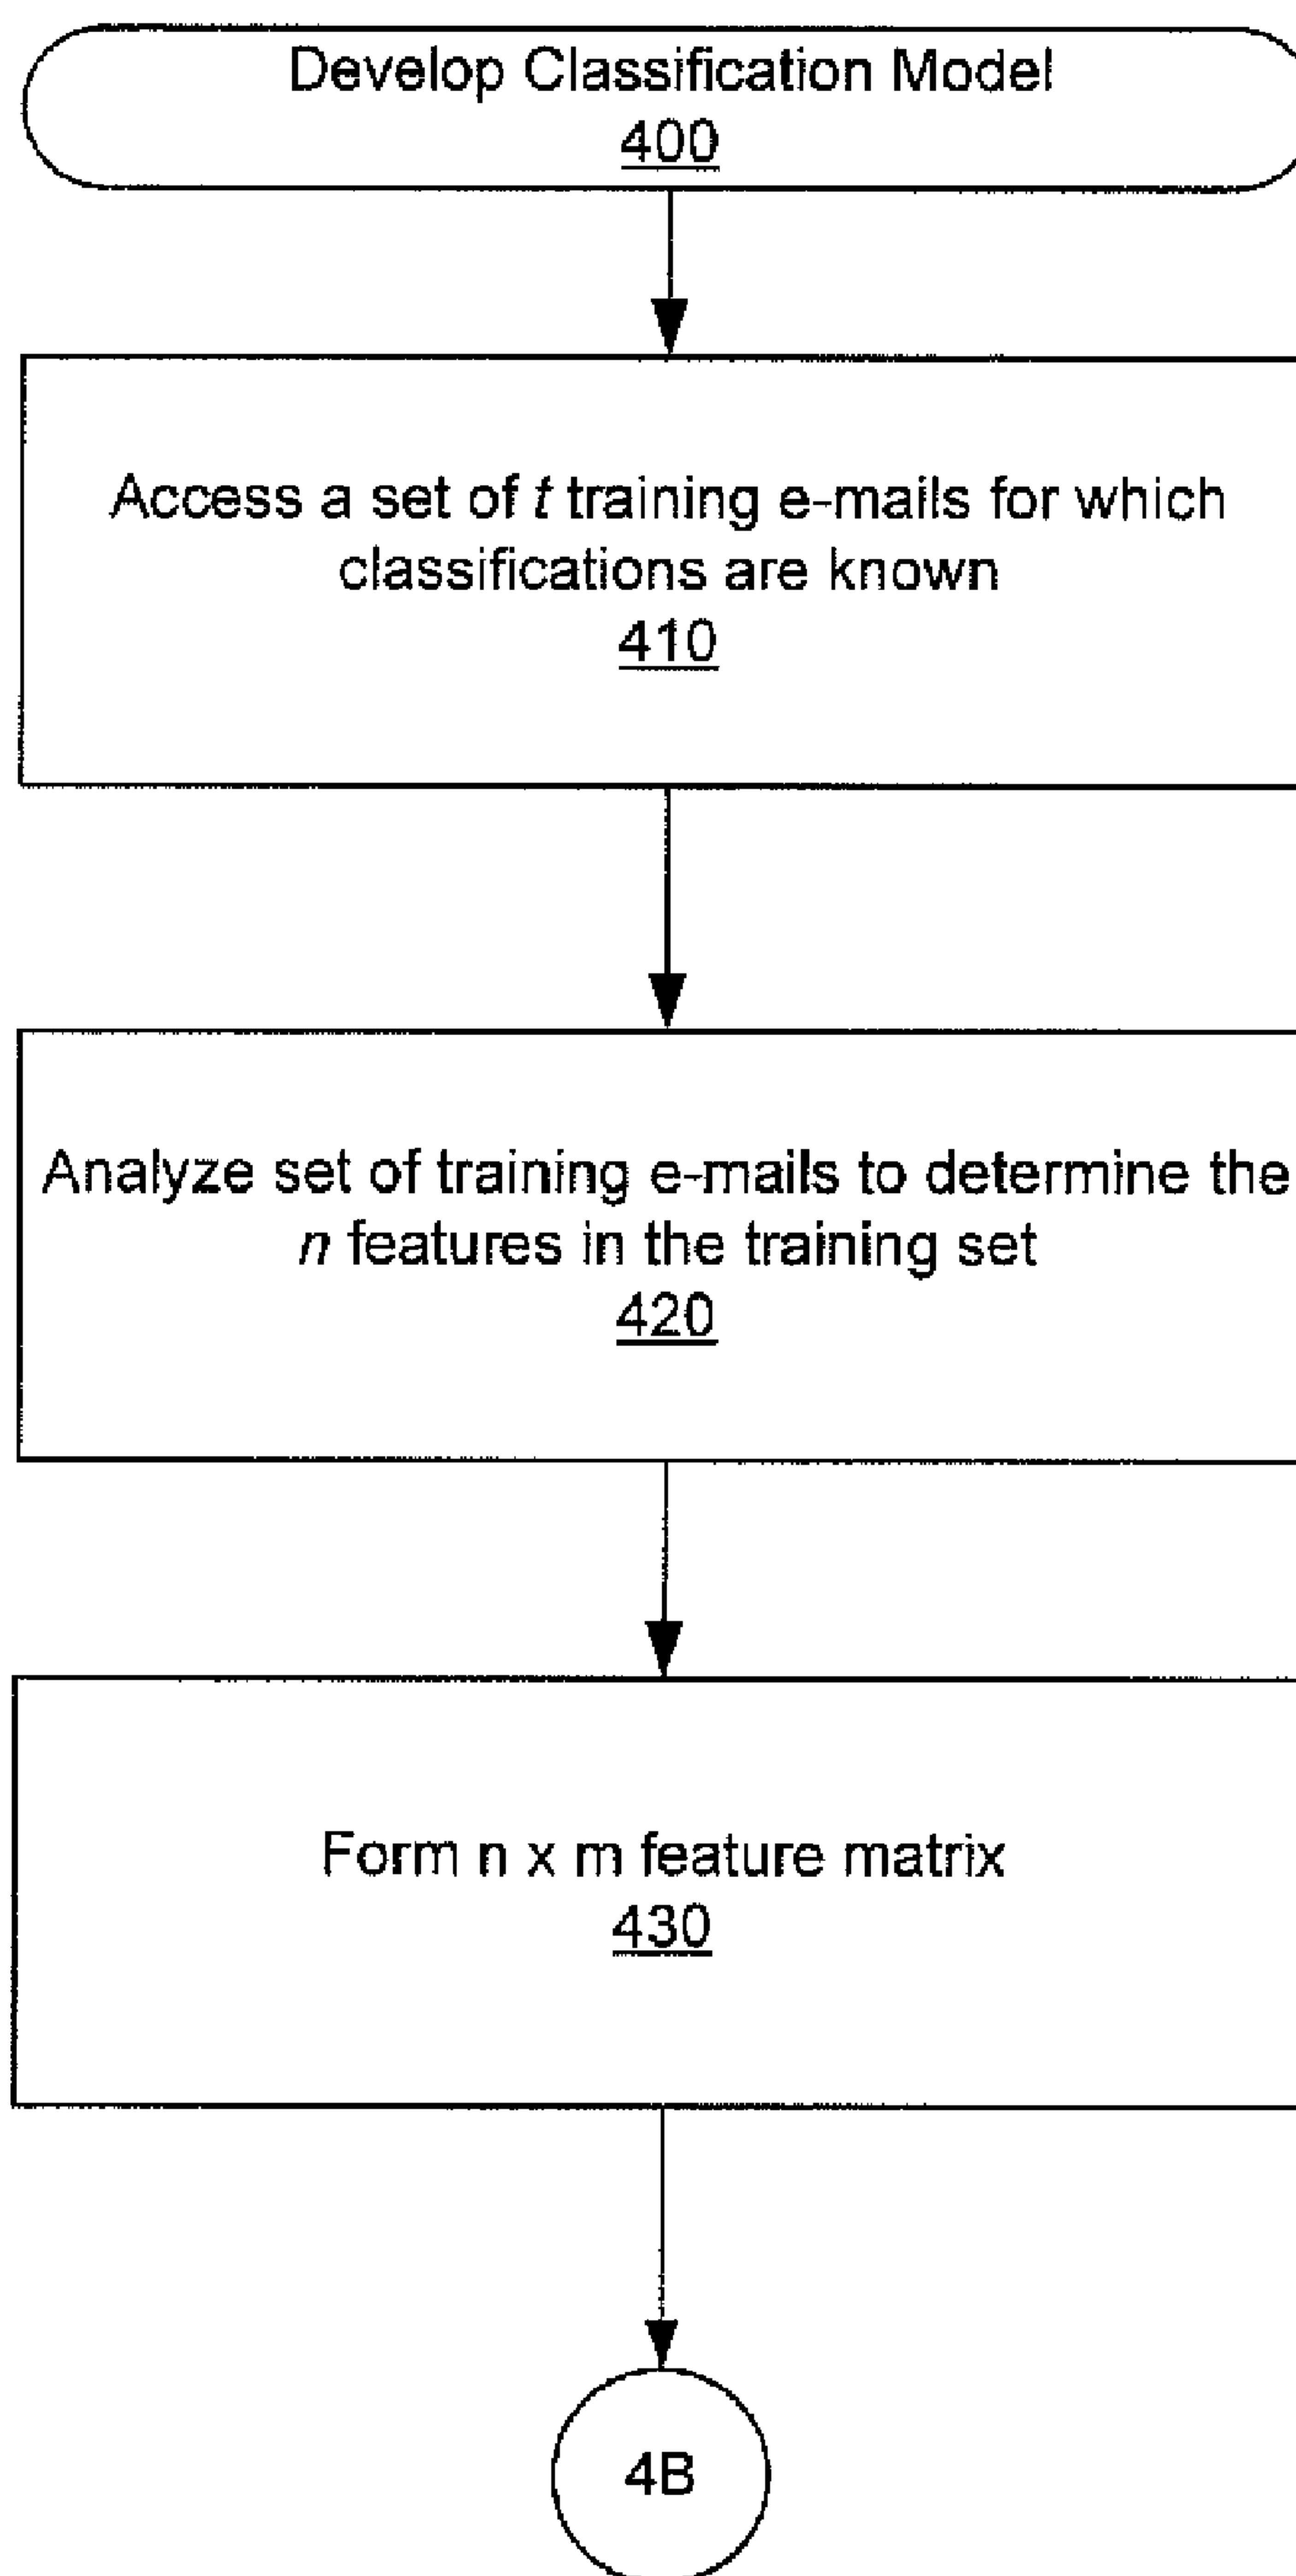 Develop Classification Model
400
Access a set of t training e-mails for which
classifications are known
410
Analyze set of training e-mails to determine the
n features in the training set
420
Form n x m feature matrix
430
4B